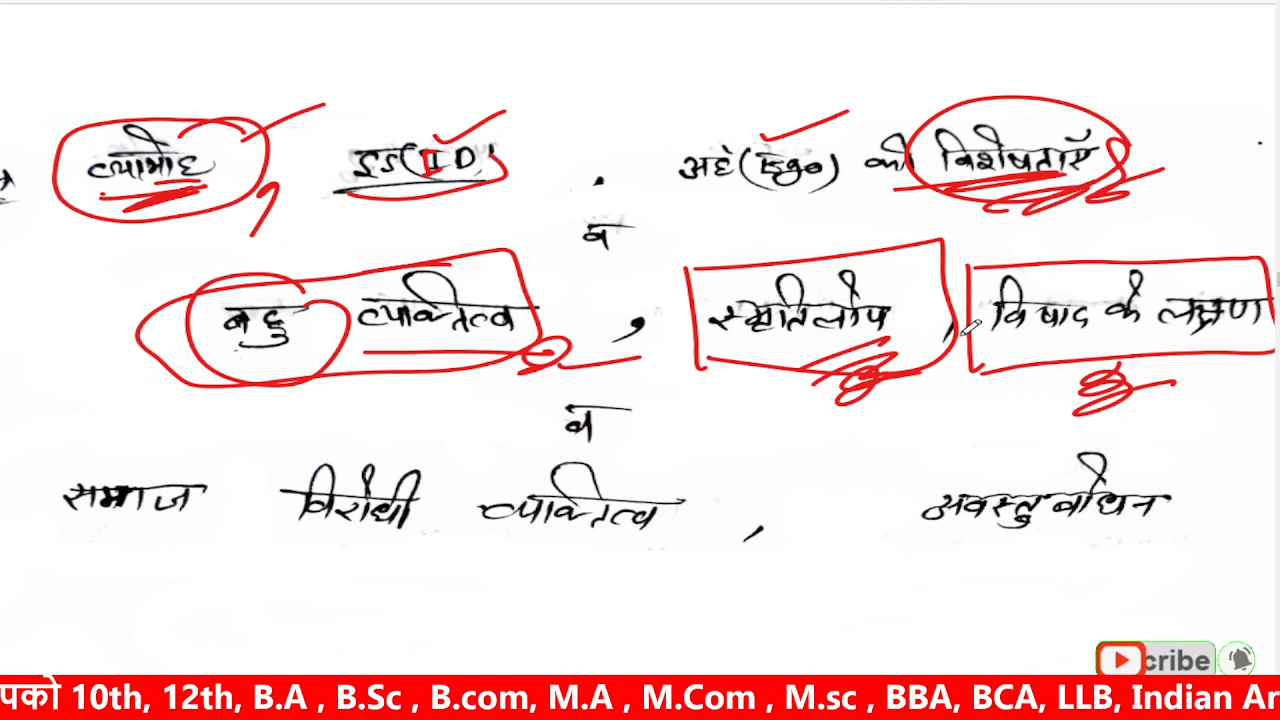 व्यामोह इड(ID) . अहं(Ego) की विशेषताएँ
व
बहु व्यक्तित्व , स्मृतिलोप , विषाद के लक्षण
व
समाज विरोधी व्यक्तित्व , अवस्तुबोधन
cribe
पको 10th, 12th, B.A , B.Sc , B.com, M.A , M.Com , M.sc , BBA, BCA, LLB, Indian Ar